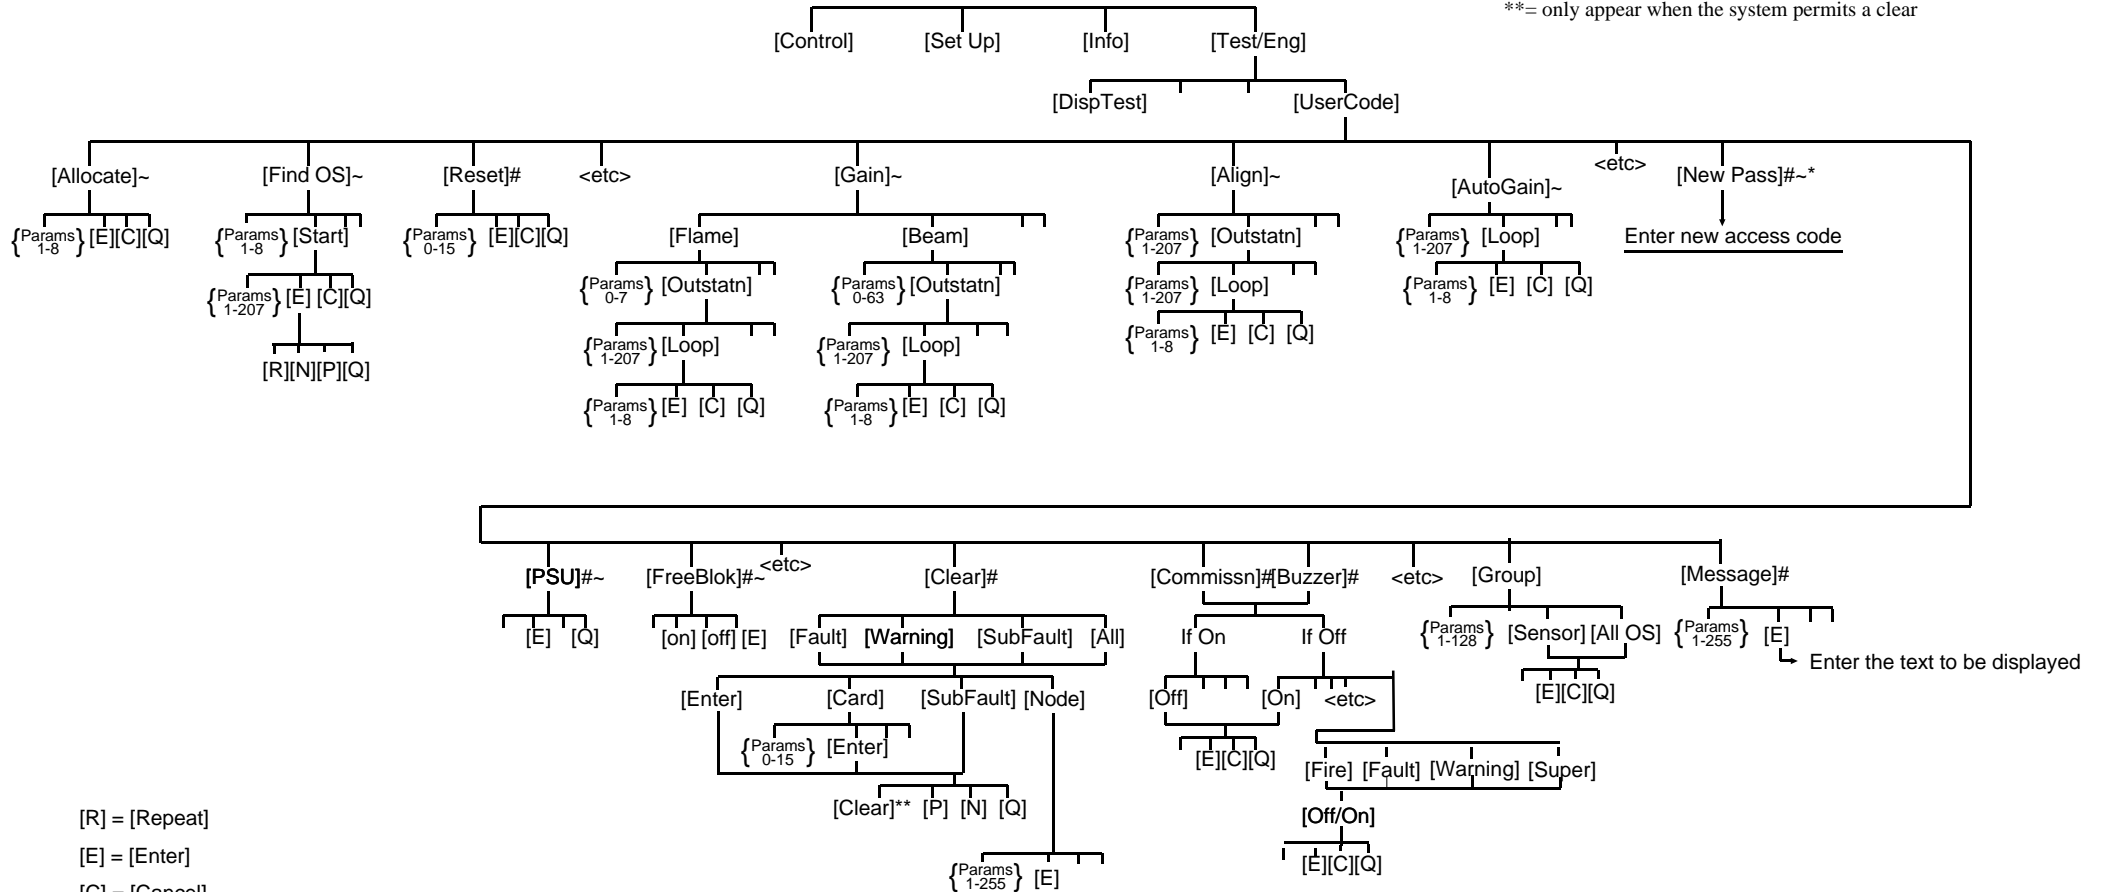 **= only appear when the system permits a clear
[Control] [Set Up] [Info] [Test/Eng]
[DispTest] [UserCode]
[Allocate]~ [Find OS]~ [Reset]# <etc> [Gain]~ [Align]~ [AutoGain]~ <etc> [New Pass]#~*
{Params 1-8} [E][C][Q] {Params 1-8} [Start] {Params 0-15} [E][C][Q] [Flame] [Beam] {Params 1-207} [Outstatn] {Params 1-207} [Loop] Enter new access code
{Params 1-207} [E] [C][Q] {Params 0-7} [Outstatn] {Params 0-63} [Outstatn] {Params 1-207} [Loop] {Params 1-8} [E] [C] [Q]
[R][N][P][Q] {Params 1-207} [Loop] {Params 1-207} [Loop] {Params 1-8} [E] [C] [Q]
{Params 1-8} [E] [C] [Q] {Params 1-8} [E] [C] [Q]
[PSU]#~ [FreeBlok]#~ <etc> [Clear]# [Commissn]# [Buzzer]# <etc> [Group] [Message]#
[E] [Q] [on] [off] [E] [Fault] [Warning] [SubFault] [All] If On If Off {Params 1-128} [Sensor] [All OS] {Params 1-255} [E]
Enter the text to be displayed
[Enter] [Card] [SubFault] [Node] [Off] [On] <etc> [E][C][Q]
{Params 0-15} [Enter] [E][C][Q] [Fire] [Fault] [Warning] [Super]
[Clear]** [P] [N] [Q] [Off/On]
{Params 1-255} [E] [E][C][Q]
[R] = [Repeat]
[E] = [Enter]
[C] = [Cancel]